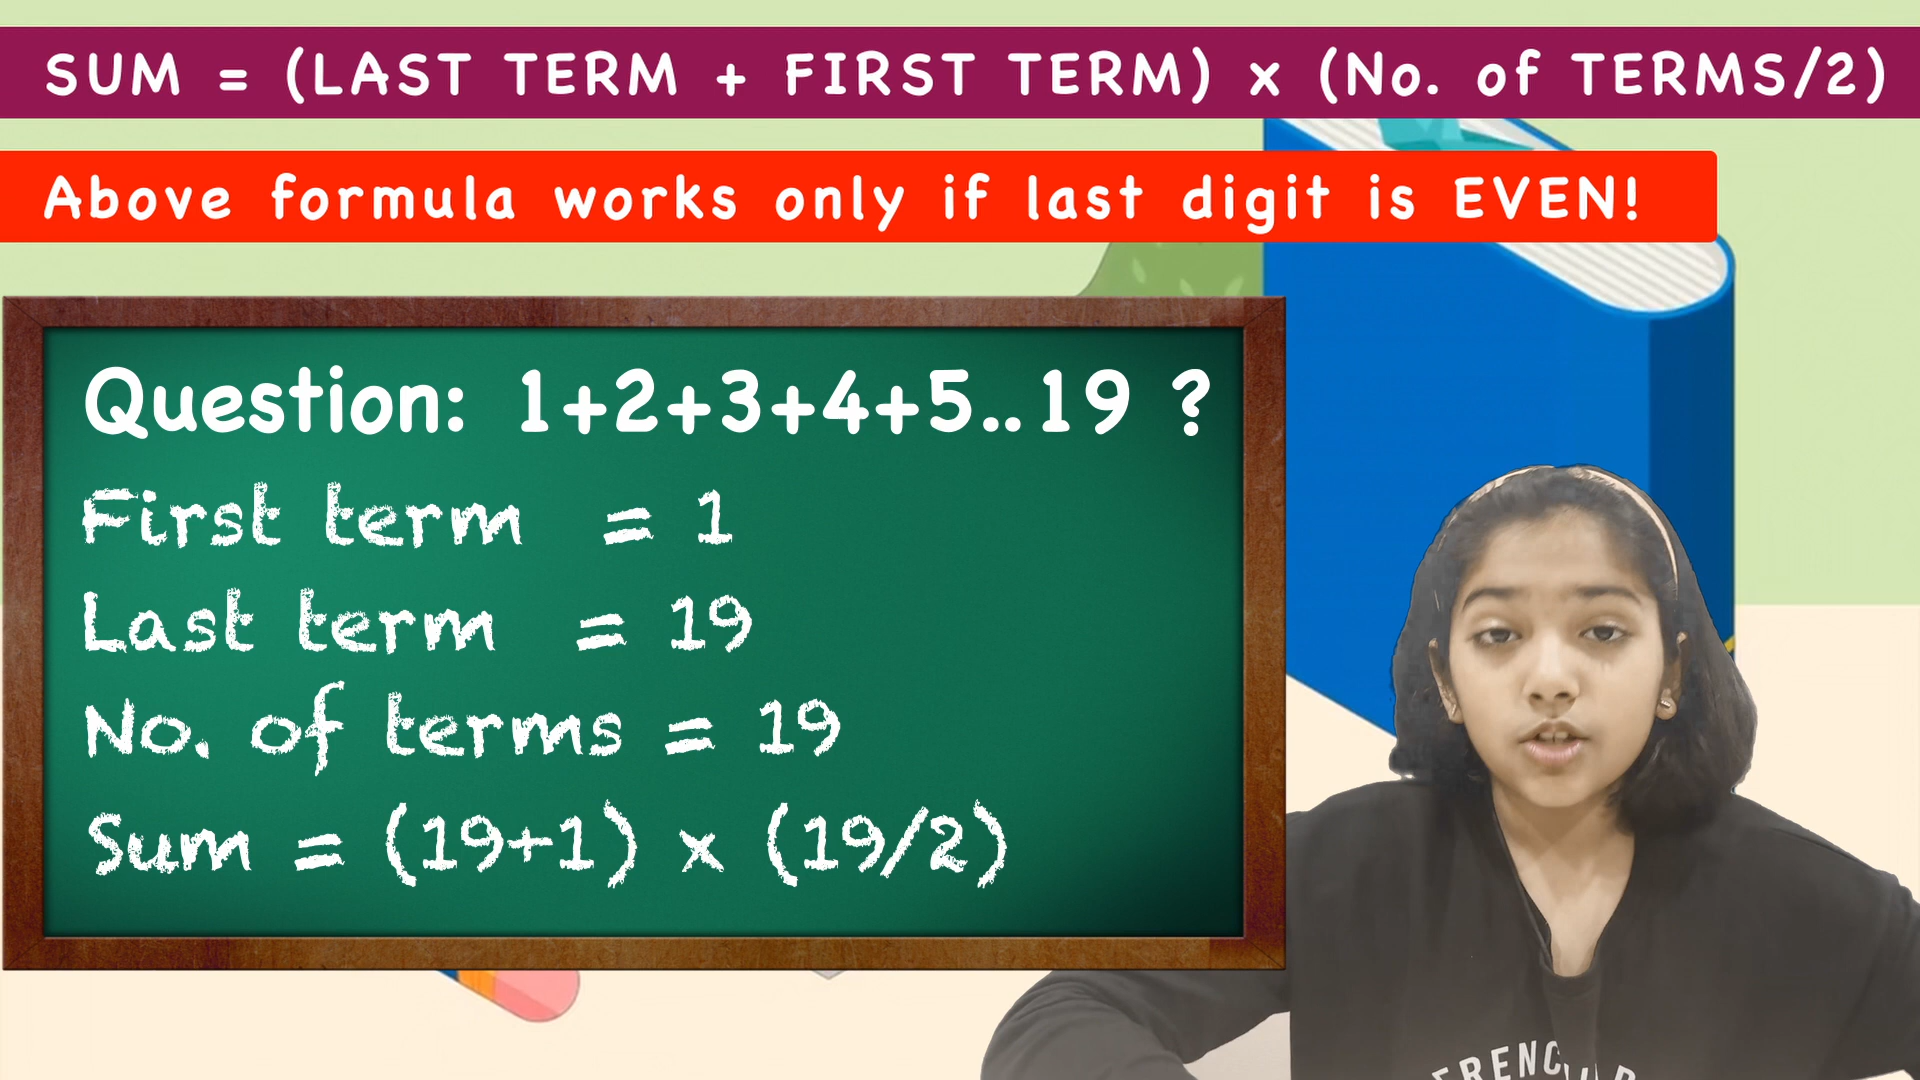 SUM = (LAST TERM + FIRST TERM) x (No. of TERMS/2)
Above formula works only if last digit is EVEN!
Question: 1+2+3+4+5..19 ?
First term = 1
Last term = 19
No. of terms = 19
Sum = (19+1) x (19/2)